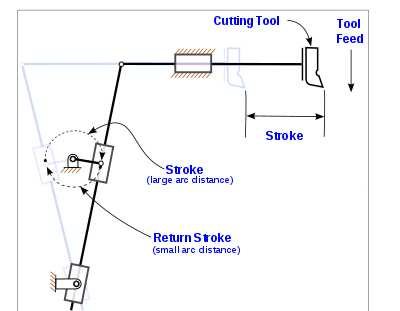 Cutting Tool
Tool
Feed
Stroke
Stroke
(large arc distance)
Return Stroke
(small arc distance)